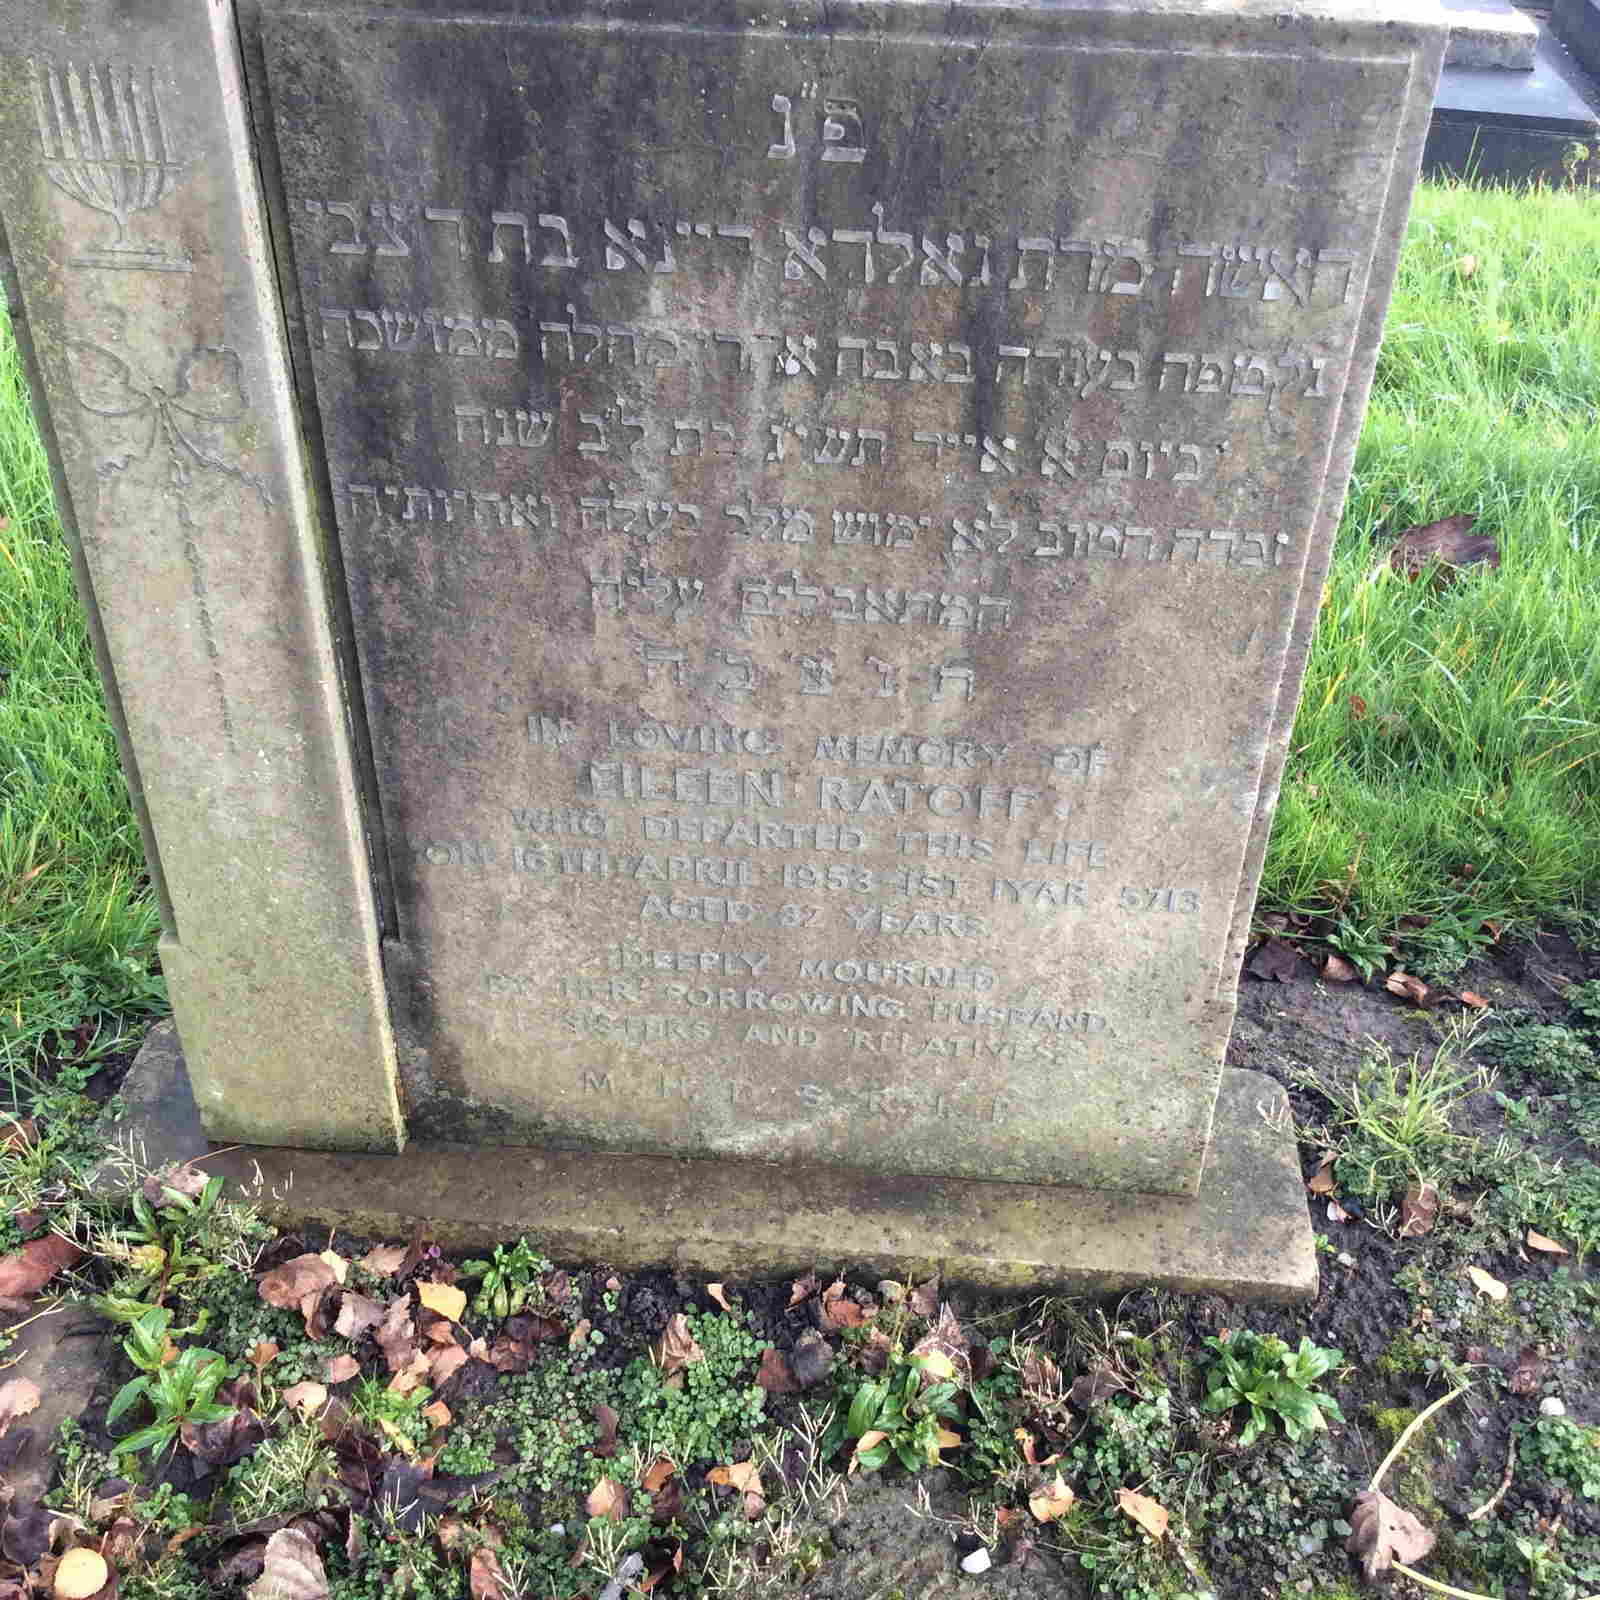 פ"נ
האשה מרת גאלדא דיינא בת ר צבי
נקטפה בעודה באבה אחרי מחלה ממושכה
ביום א אייר תשי"ג בת ל"ב שנה
זכרה הטוב לא ימוש מלב בעלה ואחיותיה
המתאבלים עליה
ת נ צ ב ה
IN LOVING MEMORY OF
EILEEN RATOFF,
WHO DEPARTED THIS LIFE
ON 16TH APRIL 1953-1ST IYAR 5713
AGED 32 YEARS
DEEPLY MOURNED
BY HER SORROWING HUSBAND,
SISTERS AND RELATIVES.
M. H. D. S. R. I. P.